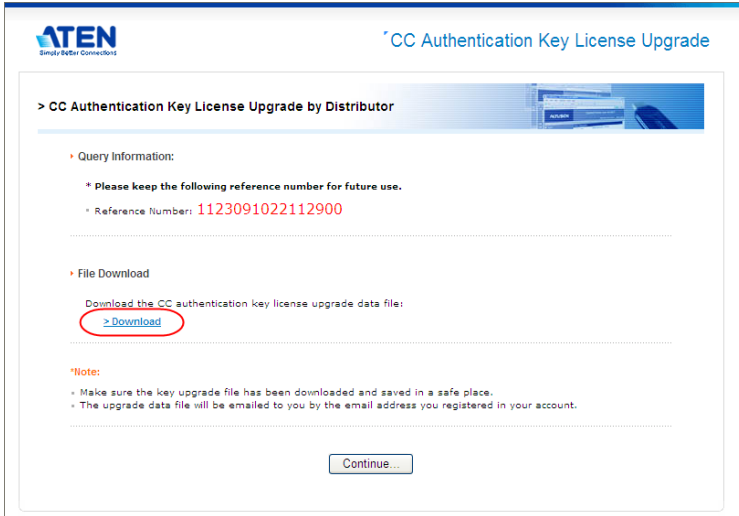 ATEN
Simply Better Connections
CC Authentication Key License Upgrade
> CC Authentication Key License Upgrade by Distributor
Query Information:
* Please keep the following reference number for future use.
Reference Number: 1123091022112900
File Download
Download the CC authentication key license upgrade data file:
> Download
*Note:
Make sure the key upgrade file has been downloaded and saved in a safe place.
The upgrade data file will be emailed to you by the email address you registered in your account.
Continue...